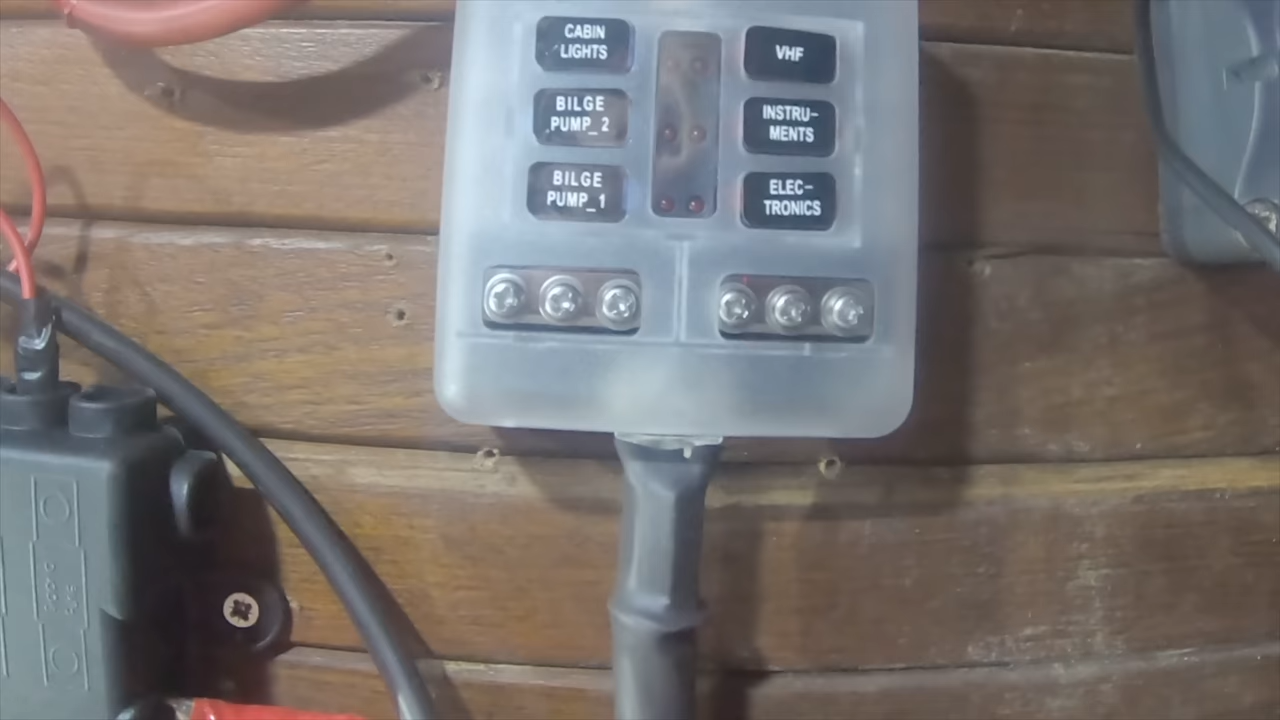 CABIN
LIGHTS
VHF
BILGE
PUMP_2
INSTRU-
MENTS
BILGE
PUMP_1
ELEC-
TRONICS